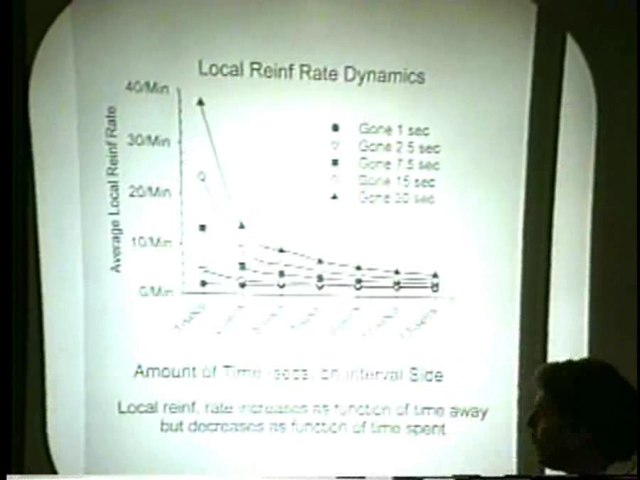 Local Reinf Rate Dynamics
40/Min
30/Min
20/Min
10/Min
0/Min
Average Local Reinf Rate
Gone 1 sec
Gone 2.5 sec
Gone 7.5 sec
Gone 15 sec
Gone 30 sec
Amount of Time (secs) on Interval Side
Local reinf. rate increases as function of time away
but decreases as function of time spent